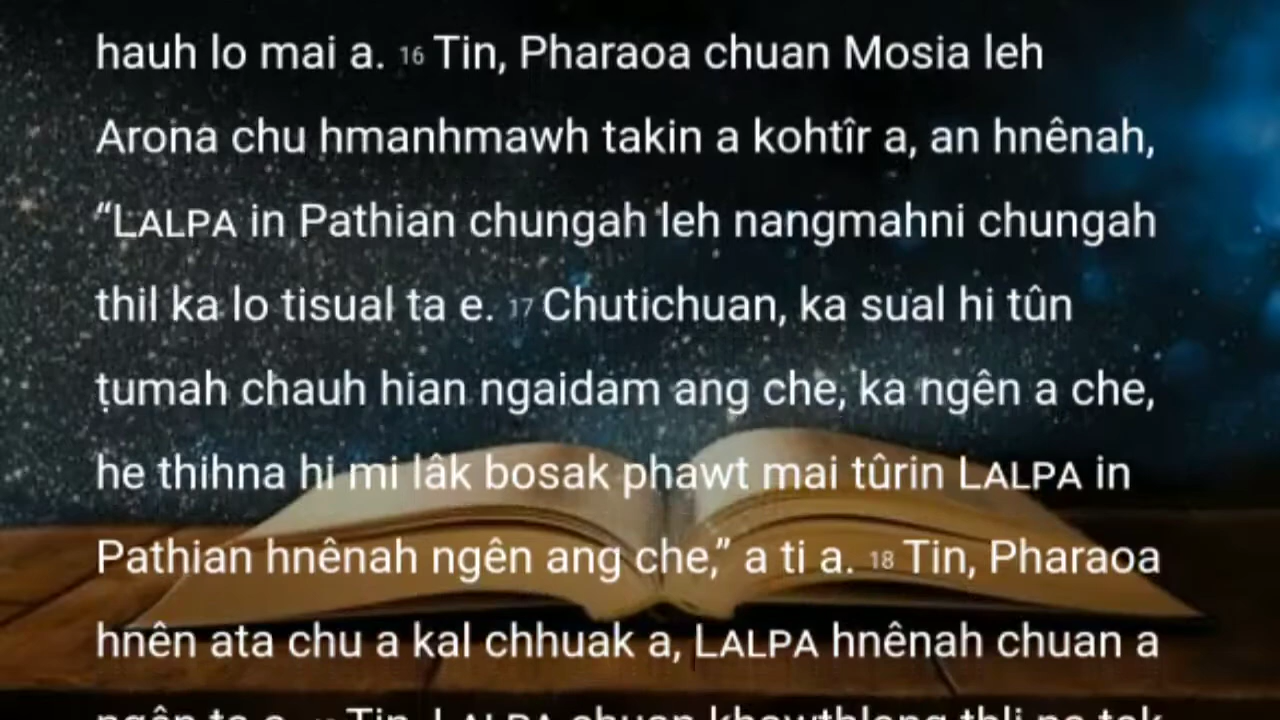 hauh lo mai a. 16 Tin, Pharaoa chuan Mosia leh
Arona chu hmanhmawh takin a kohtîr a, an hnênah,
“LALPA in Pathian chungah leh nangmahni chungah
thil ka lo tisual ta e. 17 Chutichuan, ka sual hi tûn
ṭumah chauh hian ngaidam ang che, ka ngên a che,
he thihna hi mi lâk bosak phawt mai tûrin LALPA in
Pathian hnênah ngên ang che,” a ti a. 18 Tin, Pharaoa
hnên ata chu a kal chhuak a, LALPA hnênah chuan a